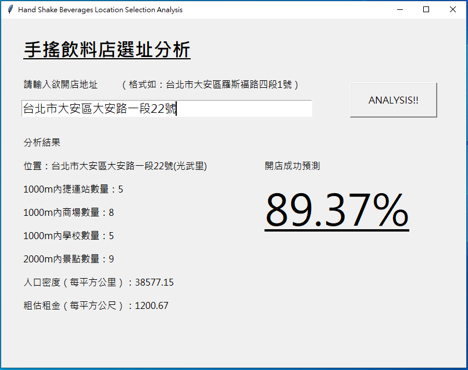 Hand Shake Beverages Location Selection Analysis
手搖飲料店選址分析
請輸入欲開店地址 （格式如：台北市大安區羅斯福路四段1號）
台北市大安區大安路一段22號
ANALYSIS!!
分析結果
位置：台北市大安區大安路一段22號(光武里)
開店成功預測
1000m內捷運站數量：5
89.37%
1000m內商場數量：8
1000m內學校數量：5
2000m內景點數量：9
人口密度（每平方公里）：38577.15
粗估租金（每平方公尺）：1200.67